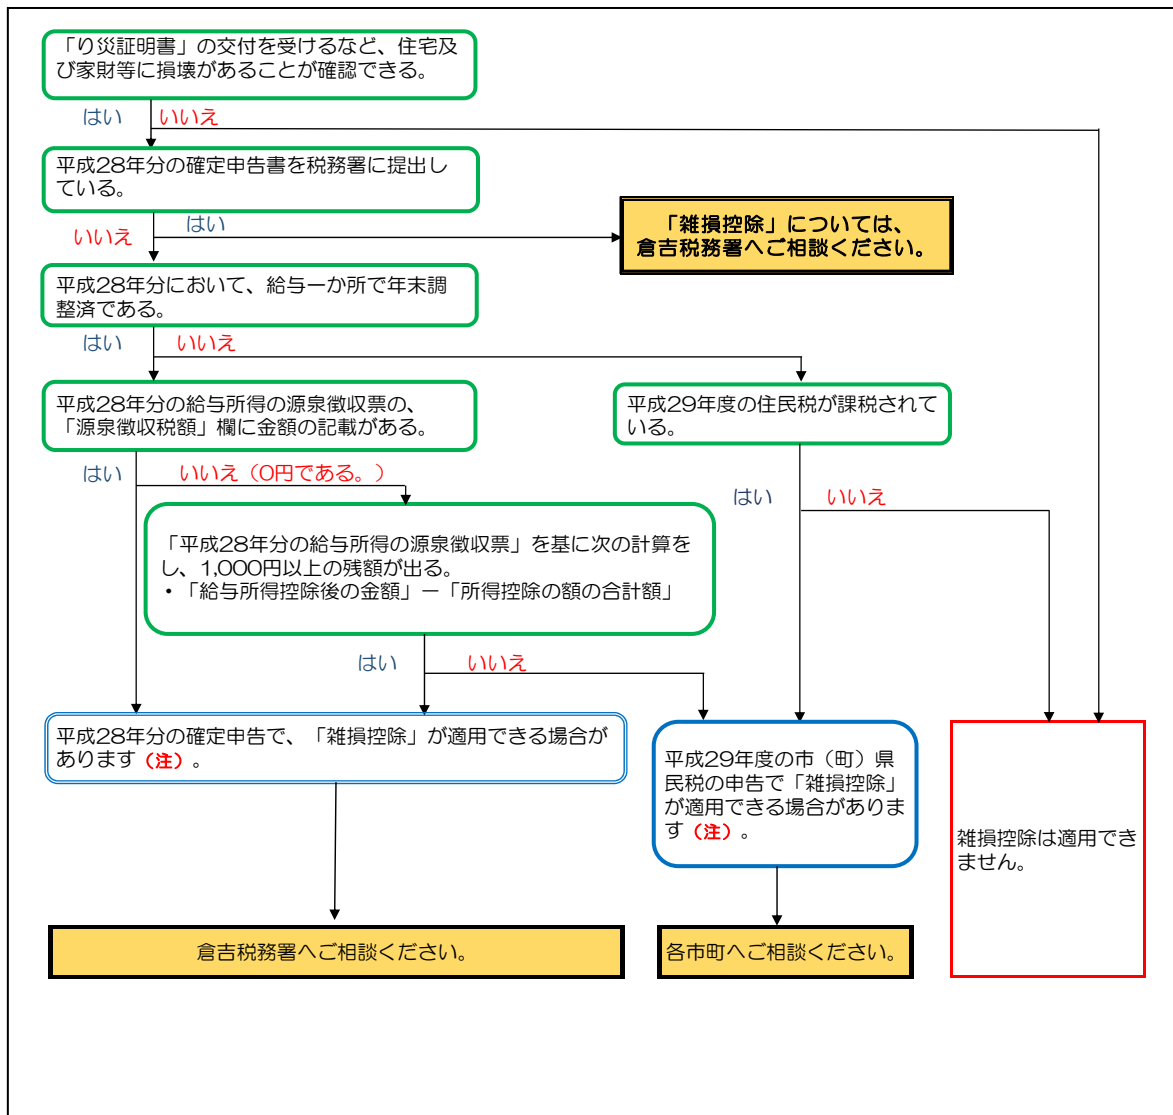 「り災証明書」の交付を受けるなど、住宅及
び家財等に損壊があることが確認できる。
はい
いいえ
平成28年分の確定申告書を税務署に提出し
ている。
はい
いいえ
「雑損控除」については、
倉吉税務署へご相談ください。
平成28年分において、給与一か所で年末調
整済である。
はい
いいえ
平成28年分の給与所得の源泉徴収票の、
「源泉徴収税額」欄に金額の記載がある。
平成29年度の住民税が課税されて
いる。
はい
いいえ（0円である。）
はい
いいえ
「平成28年分の給与所得の源泉徴収票」を基に次の計算を
し、1,000円以上の残額が出る。
・「給与所得控除後の金額」－「所得控除の額の合計額」
はい
いいえ
平成28年分の確定申告で、「雑損控除」が適用できる場合が
あります（注）。
平成29年度の市（町）県
民税の申告で「雑損控除」
が適用できる場合がありま
す（注）。
雑損控除は適用でき
ません。
倉吉税務署へご相談ください。
各市町へご相談ください。